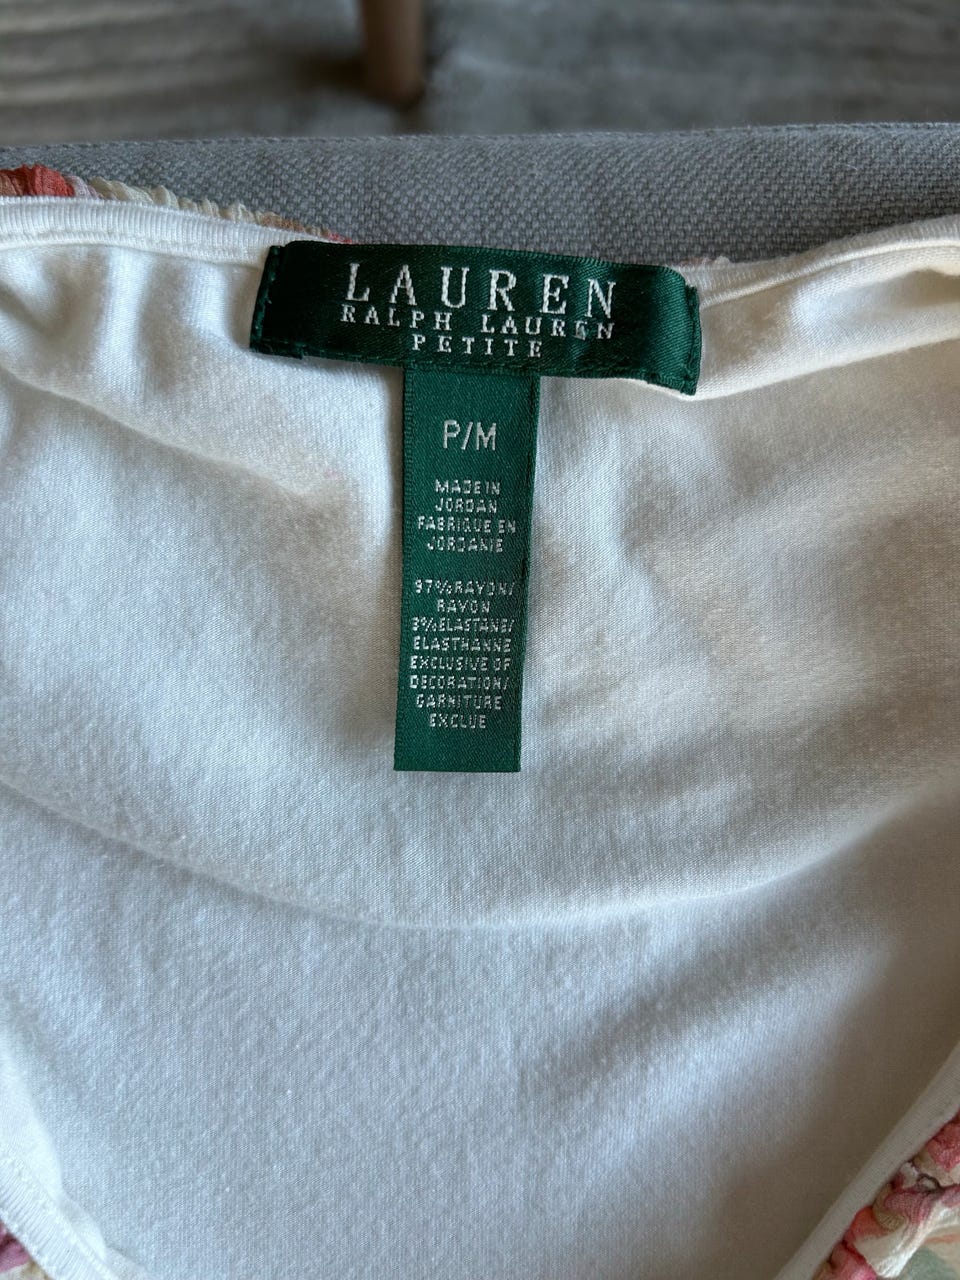 LAUREN
RALPH LAUREN
PETITE
P/M
MADE IN
JORDAN
FABRIQUE EN
JORDANIE
97%RAYON/
RAYON
3%ELASTANE/
ELASTHANNE
EXCLUSIVE OF
DECORATION/
GARNITURE
EXCLUE